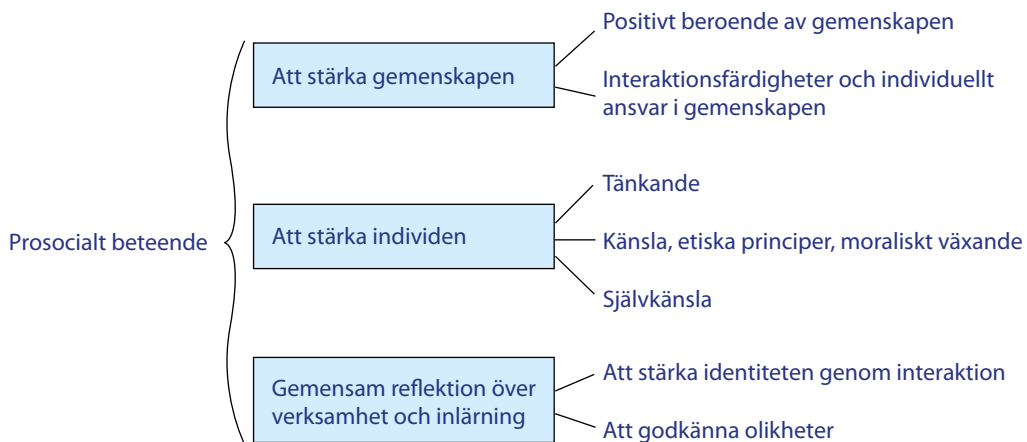 Prosocialt beteende
Att stärka gemenskapen
Positivt beroende av gemenskapen
Interaktionsfärdigheter och individuellt
ansvar i gemenskapen
Att stärka individen
Tänkande
Känsla, etiska principer, moraliskt växande
Självkänsla
Gemensam reflektion över
verksamhet och inlärning
Att stärka identiteten genom interaktion
Att godkänna olikheter